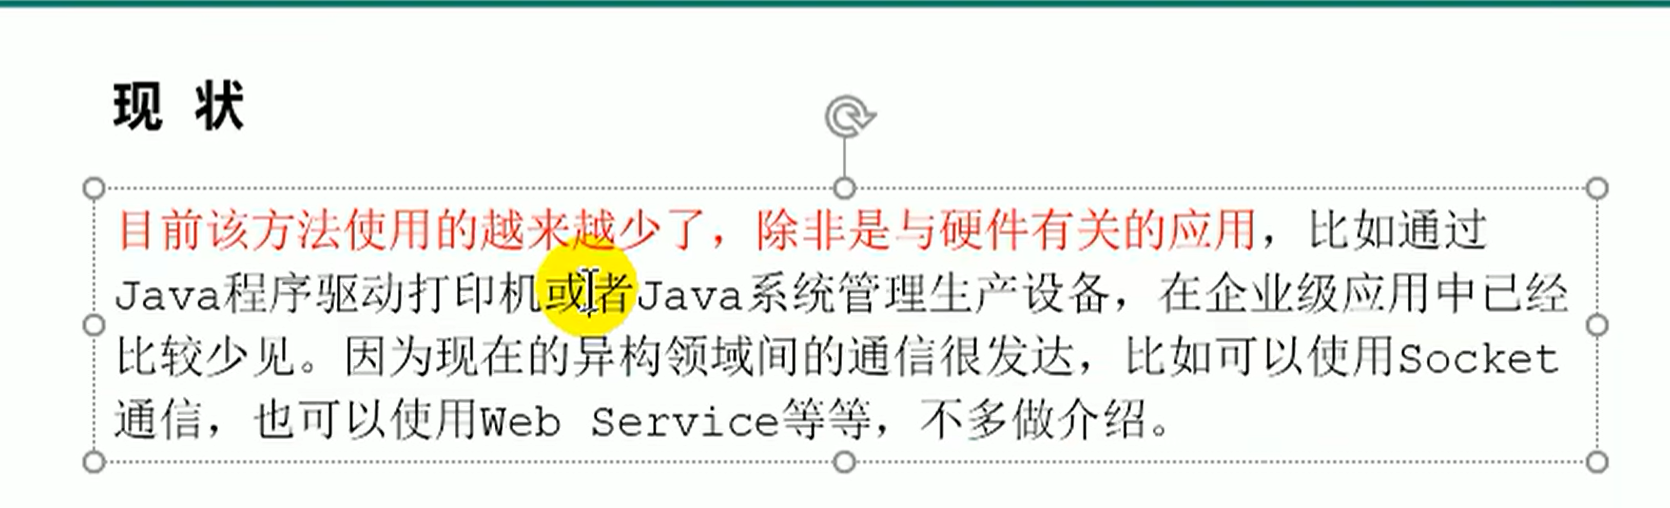 现 状
目前该方法使用的越来越少了，除非是与硬件有关的应用，比如通过
Java程序驱动打印机或者Java系统管理生产设备，在企业级应用中已经
比较少见。因为现在的异构领域间的通信很发达，比如可以使用Socket
通信，也可以使用Web Service等等，不多做介绍。